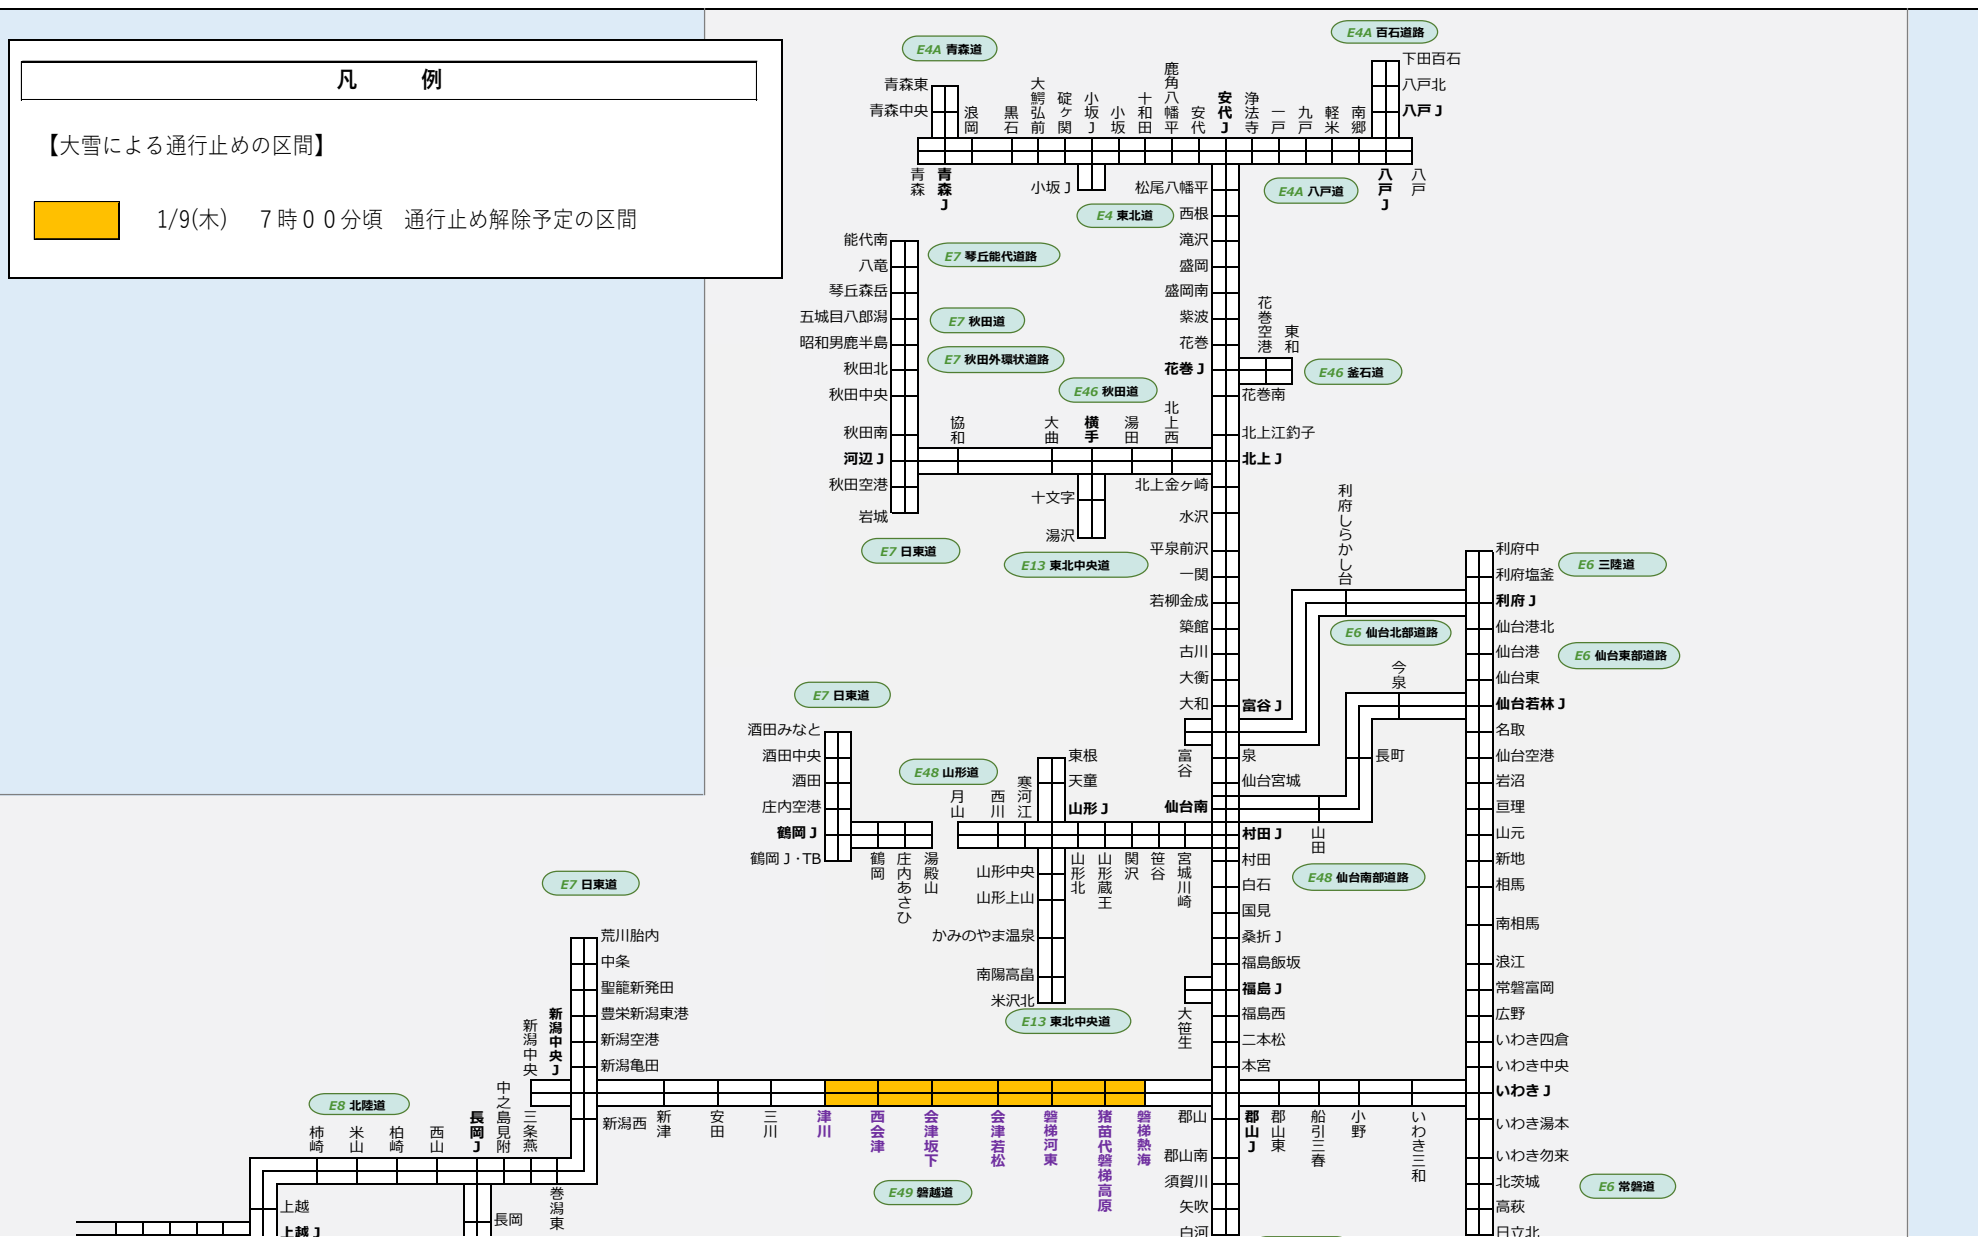 凡　例
【大雪による通行止めの区間】
1/9(木)　７時００分頃　通行止め解除予定の区間
E4A 青森道
E4A 百石道路
下田百石
八戸北
八戸Ｊ
青森東
青森中央
浪岡
黒石
大鰐弘前
碇ヶ関
小坂Ｊ
小坂
十和田
鹿角八幡平
安代
安代Ｊ
浄法寺
一戸
九戸
軽米
南郷
青森
青森Ｊ
小坂Ｊ
松尾八幡平
E4A 八戸道
八戸Ｊ
八戸
E4 東北道
西根
滝沢
盛岡
盛岡南
紫波
花巻
花巻Ｊ
花巻空港
東和
E46 釜石道
花巻南
能代南
八竜
琴丘森岳
五城目八郎潟
昭和男鹿半島
秋田北
秋田中央
秋田南
河辺Ｊ
秋田空港
岩城
E7 琴丘能代道路
E7 秋田道
E7 秋田外環状道路
E46 秋田道
協和
大曲
横手
湯田
北上西
北上江釣子
北上Ｊ
北上金ヶ崎
十文字
湯沢
E7 日東道
E13 東北中央道
水沢
平泉前沢
一関
若柳金成
築館
古川
大衡
大和
富谷Ｊ
利府しらかし台
利府中
利府塩釜
利府Ｊ
仙台港北
仙台港
仙台東
仙台若林Ｊ
名取
仙台空港
岩沼
亘理
山元
新地
相馬
南相馬
浪江
常磐富岡
広野
いわき四倉
いわき中央
いわきＪ
いわき湯本
いわき勿来
北茨城
高萩
日立北
E6 三陸道
E6 仙台北部道路
E6 仙台東部道路
E6 常磐道
今泉
長町
富谷
泉
仙台宮城
仙台南
村田Ｊ
山田
E48 仙台南部道路
村田
白石
国見
桑折Ｊ
福島飯坂
福島Ｊ
大笹生
福島西
二本松
本宮
E7 日東道
酒田みなと
酒田中央
酒田
庄内空港
鶴岡Ｊ
鶴岡Ｊ・TB
鶴岡
庄内あさひ
湯殿山
E48 山形道
月山
西川
寒河江
東根
天童
山形Ｊ
山形中央
山形上山
かみのやま温泉
南陽高畠
米沢北
山形北
山形蔵王
関沢
笹谷
宮城川崎
E13 東北中央道
E7 日東道
荒川胎内
中条
聖籠新発田
豊栄新潟東港
新潟空港
新潟亀田
新潟中央
新潟中央Ｊ
新潟西
新津
安田
三川
津川
西会津
会津坂下
会津若松
磐梯河東
猪苗代磐梯高原
磐梯熱海
郡山
郡山Ｊ
郡山東
船引三春
小野
いわき三和
郡山南
須賀川
矢吹
白河
E49 磐越道
E8 北陸道
柿崎
米山
柏崎
西山
長岡Ｊ
中之島見附
三条燕
巻潟東
上越
上越Ｊ
長岡